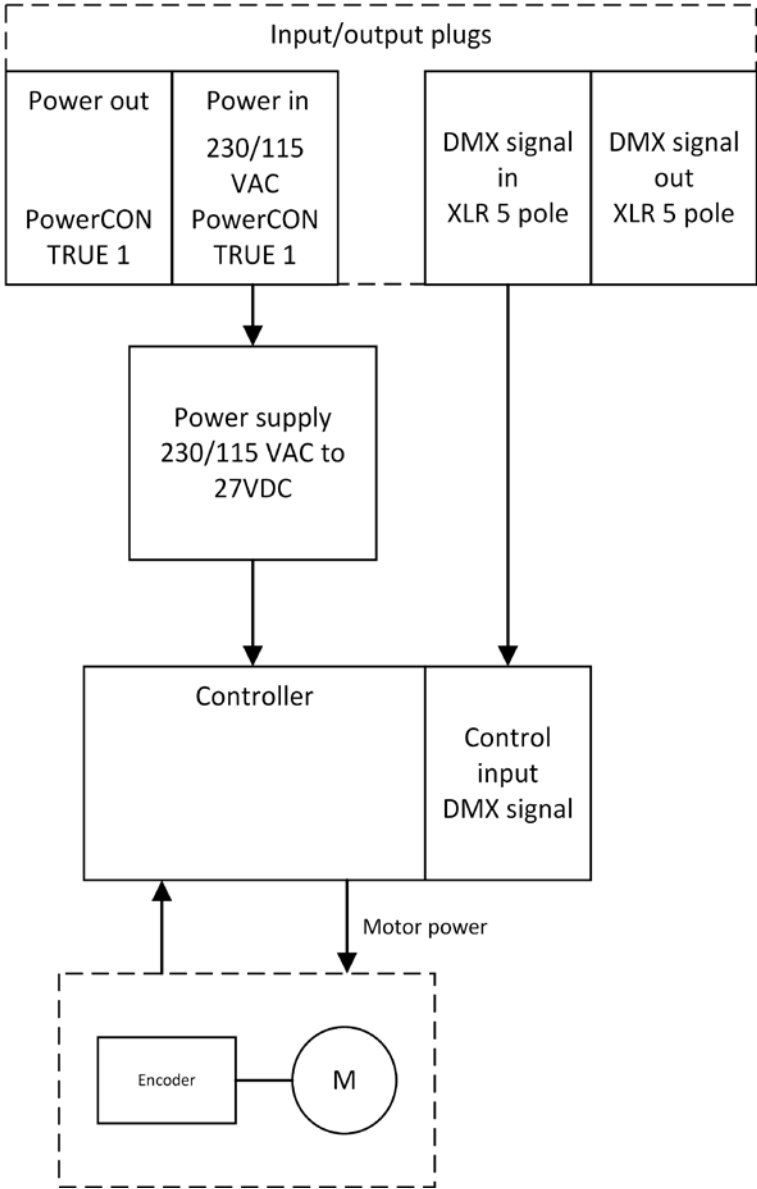 Input/output plugs
Power out
PowerCON
TRUE 1
Power in
230/115
VAC
PowerCON
TRUE 1
DMX signal
in
XLR 5 pole
DMX signal
out
XLR 5 pole
Power supply
230/115 VAC to
27VDC
Controller
Control
input
DMX signal
Motor power
Encoder
M